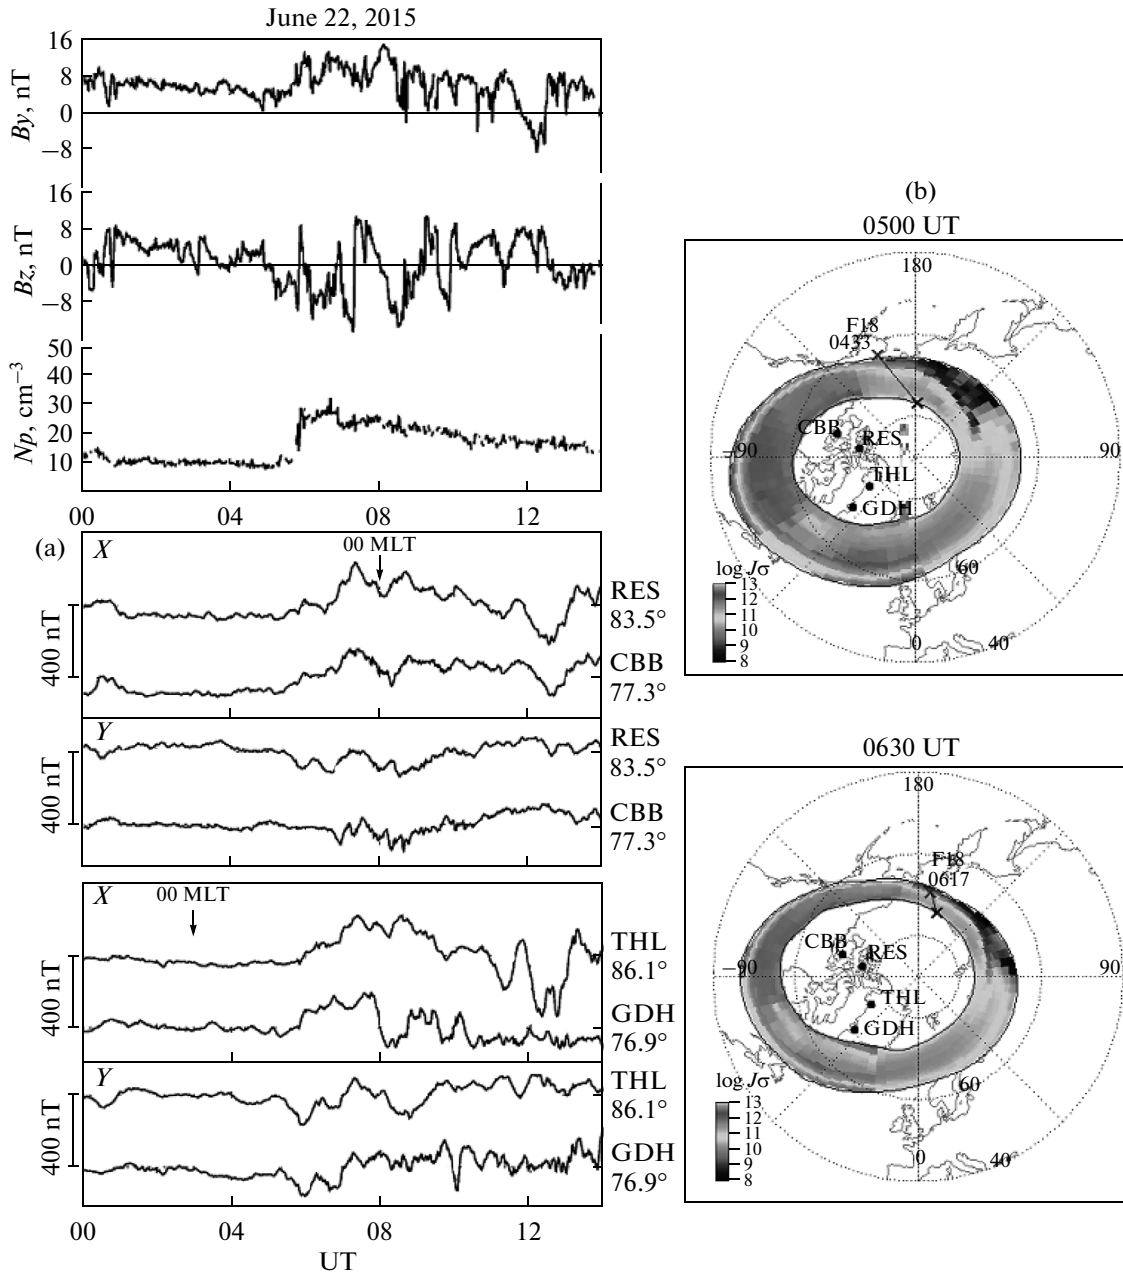 June 22, 2015
16
8
0
−8
By, nT
16
8
0
−8
Bz, nT
50
40
30
20
10
Np, cm−3
00
04
08
12
(a)
X
00 MLT
RES
83.5°
CBB
77.3°
400 nT
Y
RES
83.5°
CBB
77.3°
400 nT
X
00 MLT
THL
86.1°
GDH
76.9°
400 nT
Y
THL
86.1°
GDH
76.9°
400 nT
00
04
08
12
UT
(b)
0500 UT
180
F18
0433
CBB
RES
−90
90
THL
GDH
60
log Jσ
13
12
11
10
9
8
0
40
0630 UT
180
F18
0617
CBB
RES
−90
90
THL
GDH
60
log Jσ
13
12
11
10
9
8
0
40